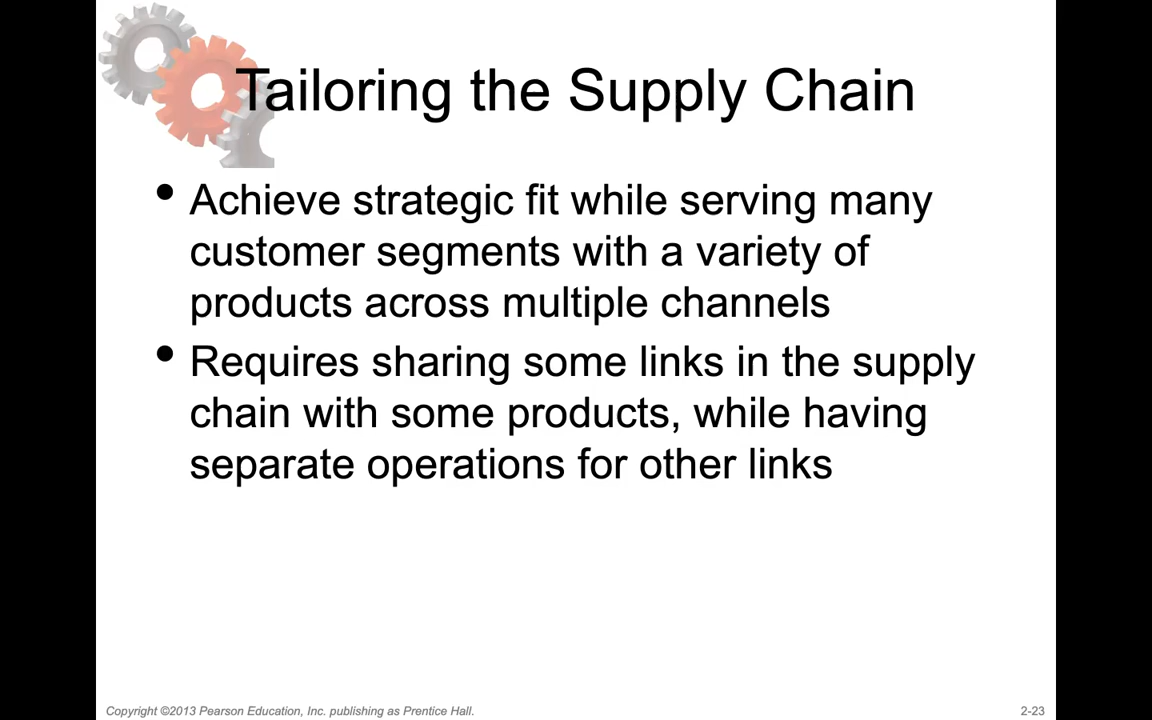 Tailoring the Supply Chain
• Achieve strategic fit while serving many
customer segments with a variety of
products across multiple channels
• Requires sharing some links in the supply
chain with some products, while having
separate operations for other links
Copyright ©2013 Pearson Education, Inc. publishing as Prentice Hall.
2-23